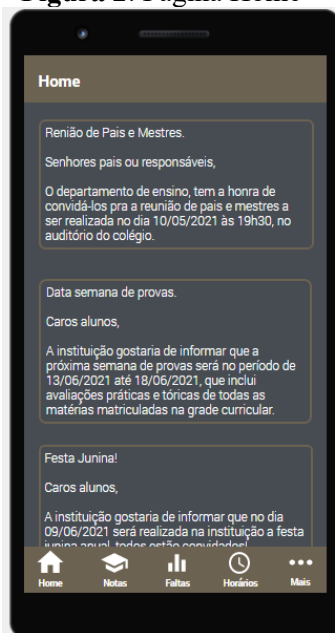 Home
Renião de Pais e Mestres.
Senhores pais ou responsáveis,
O departamento de ensino, tem a honra de
convidá-los pra a reunião de pais e mestres a
ser realizada no dia 10/05/2021 às 19h30, no
auditório do colégio.
Data semana de provas.
Caros alunos,
A instituição gostaria de informar que a
próxima semana de provas será no período de
13/06/2021 até 18/06/2021, que inclui
avaliações práticas e tóricas de todas as
matérias matriculadas na grade curricular.
Festa Junina!
Caros alunos,
A instituição gostaria de informar que no dia
09/06/2021 será realizada na instituição a festa
junina anual, todos estão convidados!
Home Notas Faltas Horários Mais